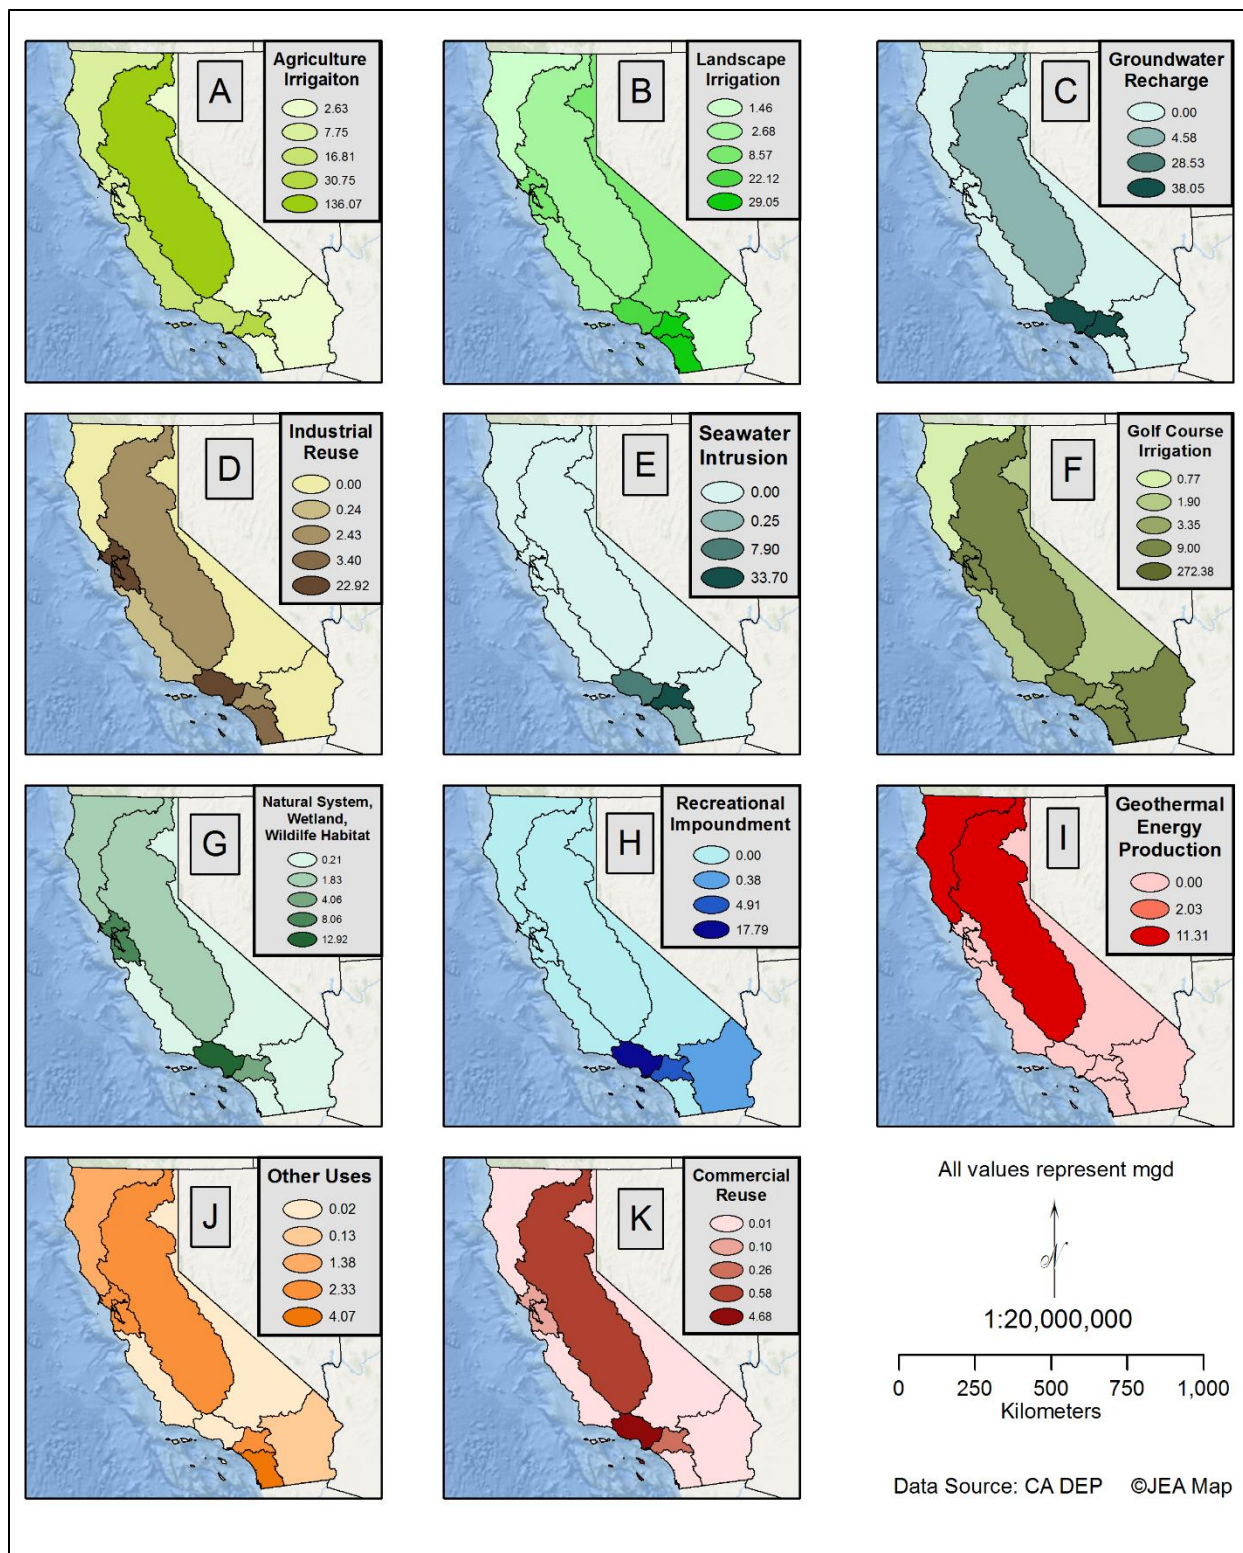 A
Agriculture
Irrigaiton
2.63
7.75
16.81
30.75
136.07
B
Landscape
Irrigation
1.46
2.68
8.57
22.12
29.05
C
Groundwater
Recharge
0.00
4.58
28.53
38.05
D
Industrial
Reuse
0.00
0.24
2.43
3.40
22.92
E
Seawater
Intrusion
0.00
0.25
7.90
33.70
F
Golf Course
Irrigation
0.77
1.90
3.35
9.00
272.38
G
Natural System,
Wetland,
Wildilfe Habitat
0.21
1.83
4.06
8.06
12.92
H
Recreational
Impoundment
0.00
0.38
4.91
17.79
I
Geothermal
Energy
Production
0.00
2.03
11.31
J
Other Uses
0.02
0.13
1.38
2.33
4.07
K
Commercial
Reuse
0.01
0.10
0.26
0.58
4.68
All values represent mgd
N
1:20,000,000
0 250 500 750 1,000
Kilometers
Data Source: CA DEP ©JEA Map